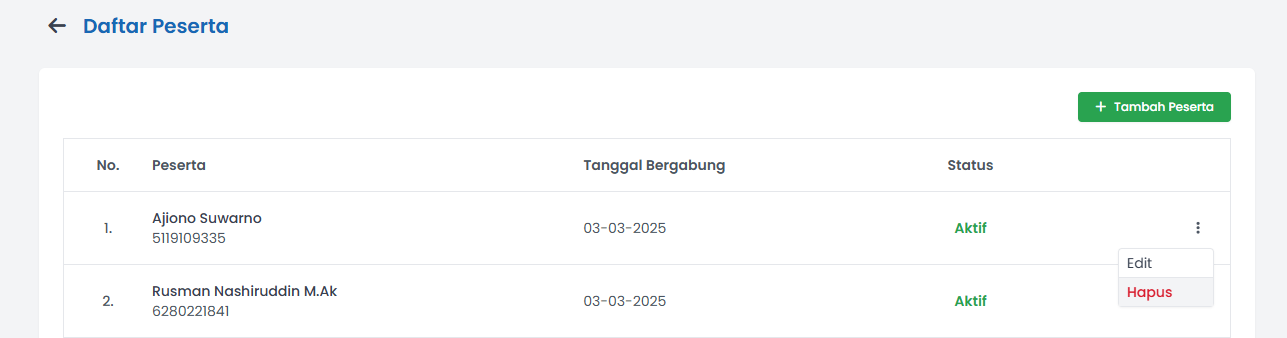 Daftar Peserta
+ Tambah Peserta
No. Peserta Tanggal Bergabung Status
1. Ajiono Suwarno 03-03-2025 Aktif
5119109335
Edit
Hapus
2. Rusman Nashiruddin M.Ak 03-03-2025 Aktif
6280221841